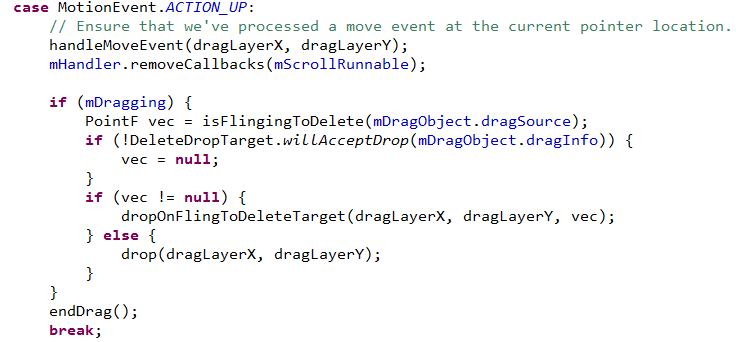 case MotionEvent.ACTION_UP:
    // Ensure that we've processed a move event at the current pointer location.
    handleMoveEvent(dragLayerX, dragLayerY);
    mHandler.removeCallbacks(mScrollRunnable);

    if (mDragging) {
        PointF vec = isFlingingToDelete(mDragObject.dragSource);
        if (!DeleteDropTarget.willAcceptDrop(mDragObject.dragInfo)) {
            vec = null;
        }
        if (vec != null) {
            dropOnFlingToDeleteTarget(dragLayerX, dragLayerY, vec);
        } else {
            drop(dragLayerX, dragLayerY);
        }
    }
    endDrag();
    break;